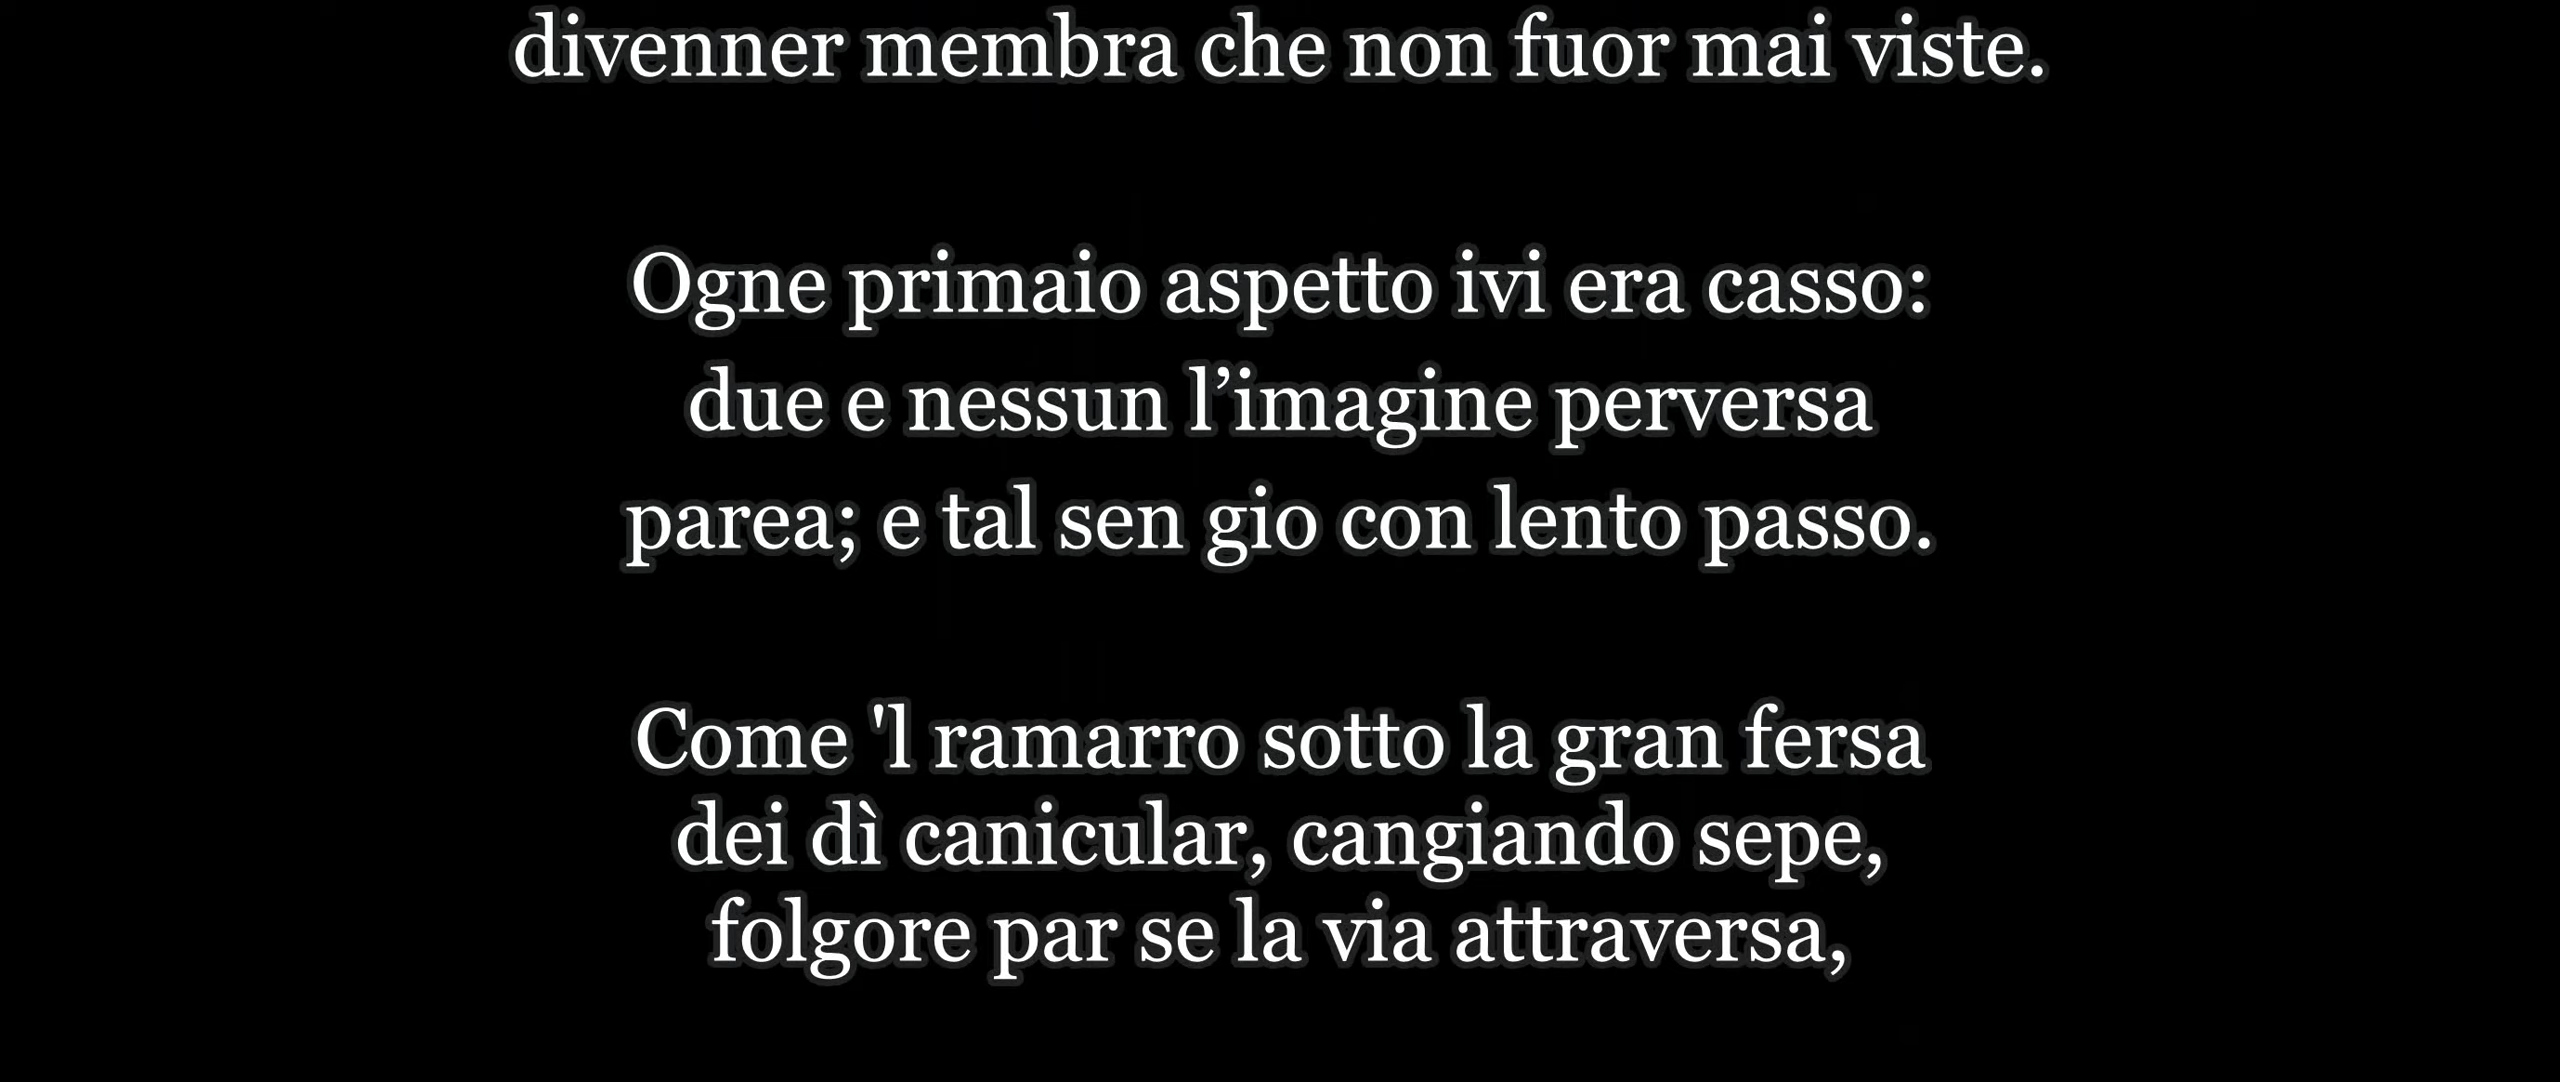 divenner membra che non fuor mai viste.
Ogne primaio aspetto ivi era casso:
due e nessun l’imagine perversa
parea; e tal sen gio con lento passo.
Come 'l ramarro sotto la gran fersa
dei dì canicular, cangiando sepe,
folgore par se la via attraversa,